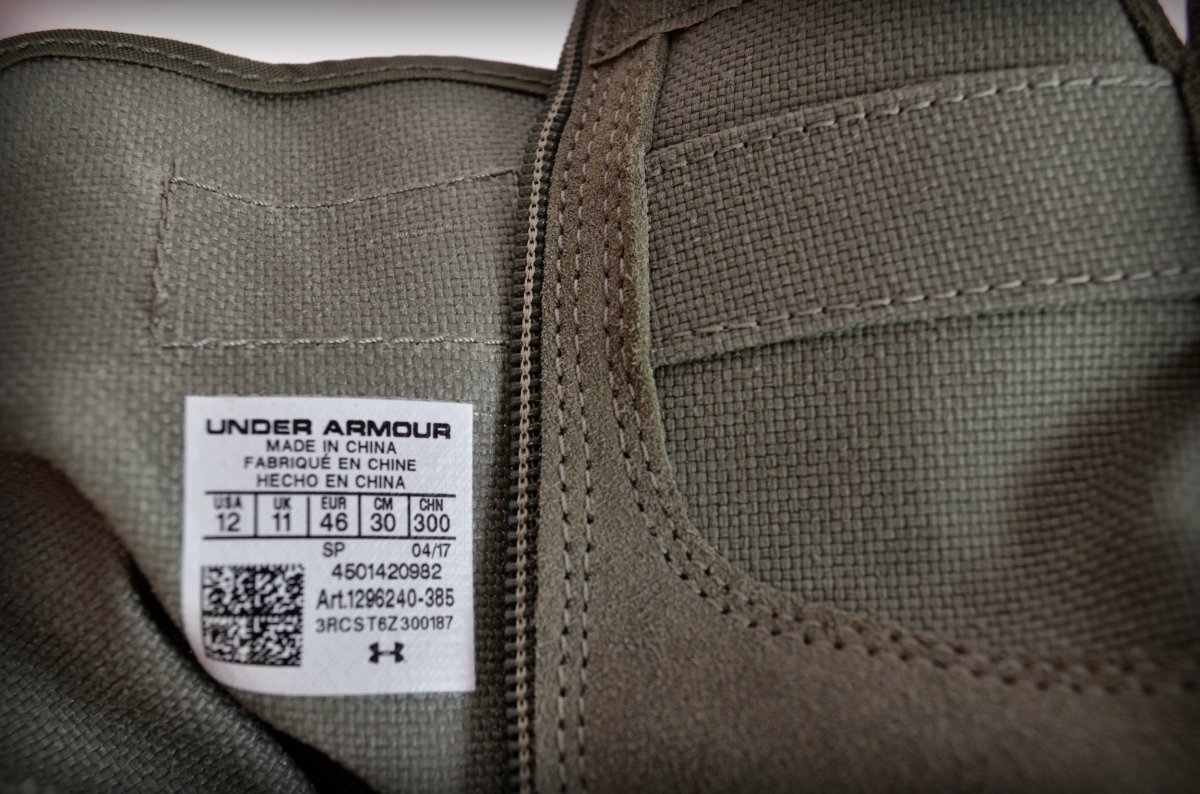 UNDER ARMOUR
MADE IN CHINA
FABRIQUÉ EN CHINE
HECHO EN CHINA
USA UK EUR CM CHN
12 11 46 30 300
SP 04/17
4501420982
Art.1296240-385
3RCST6Z300187